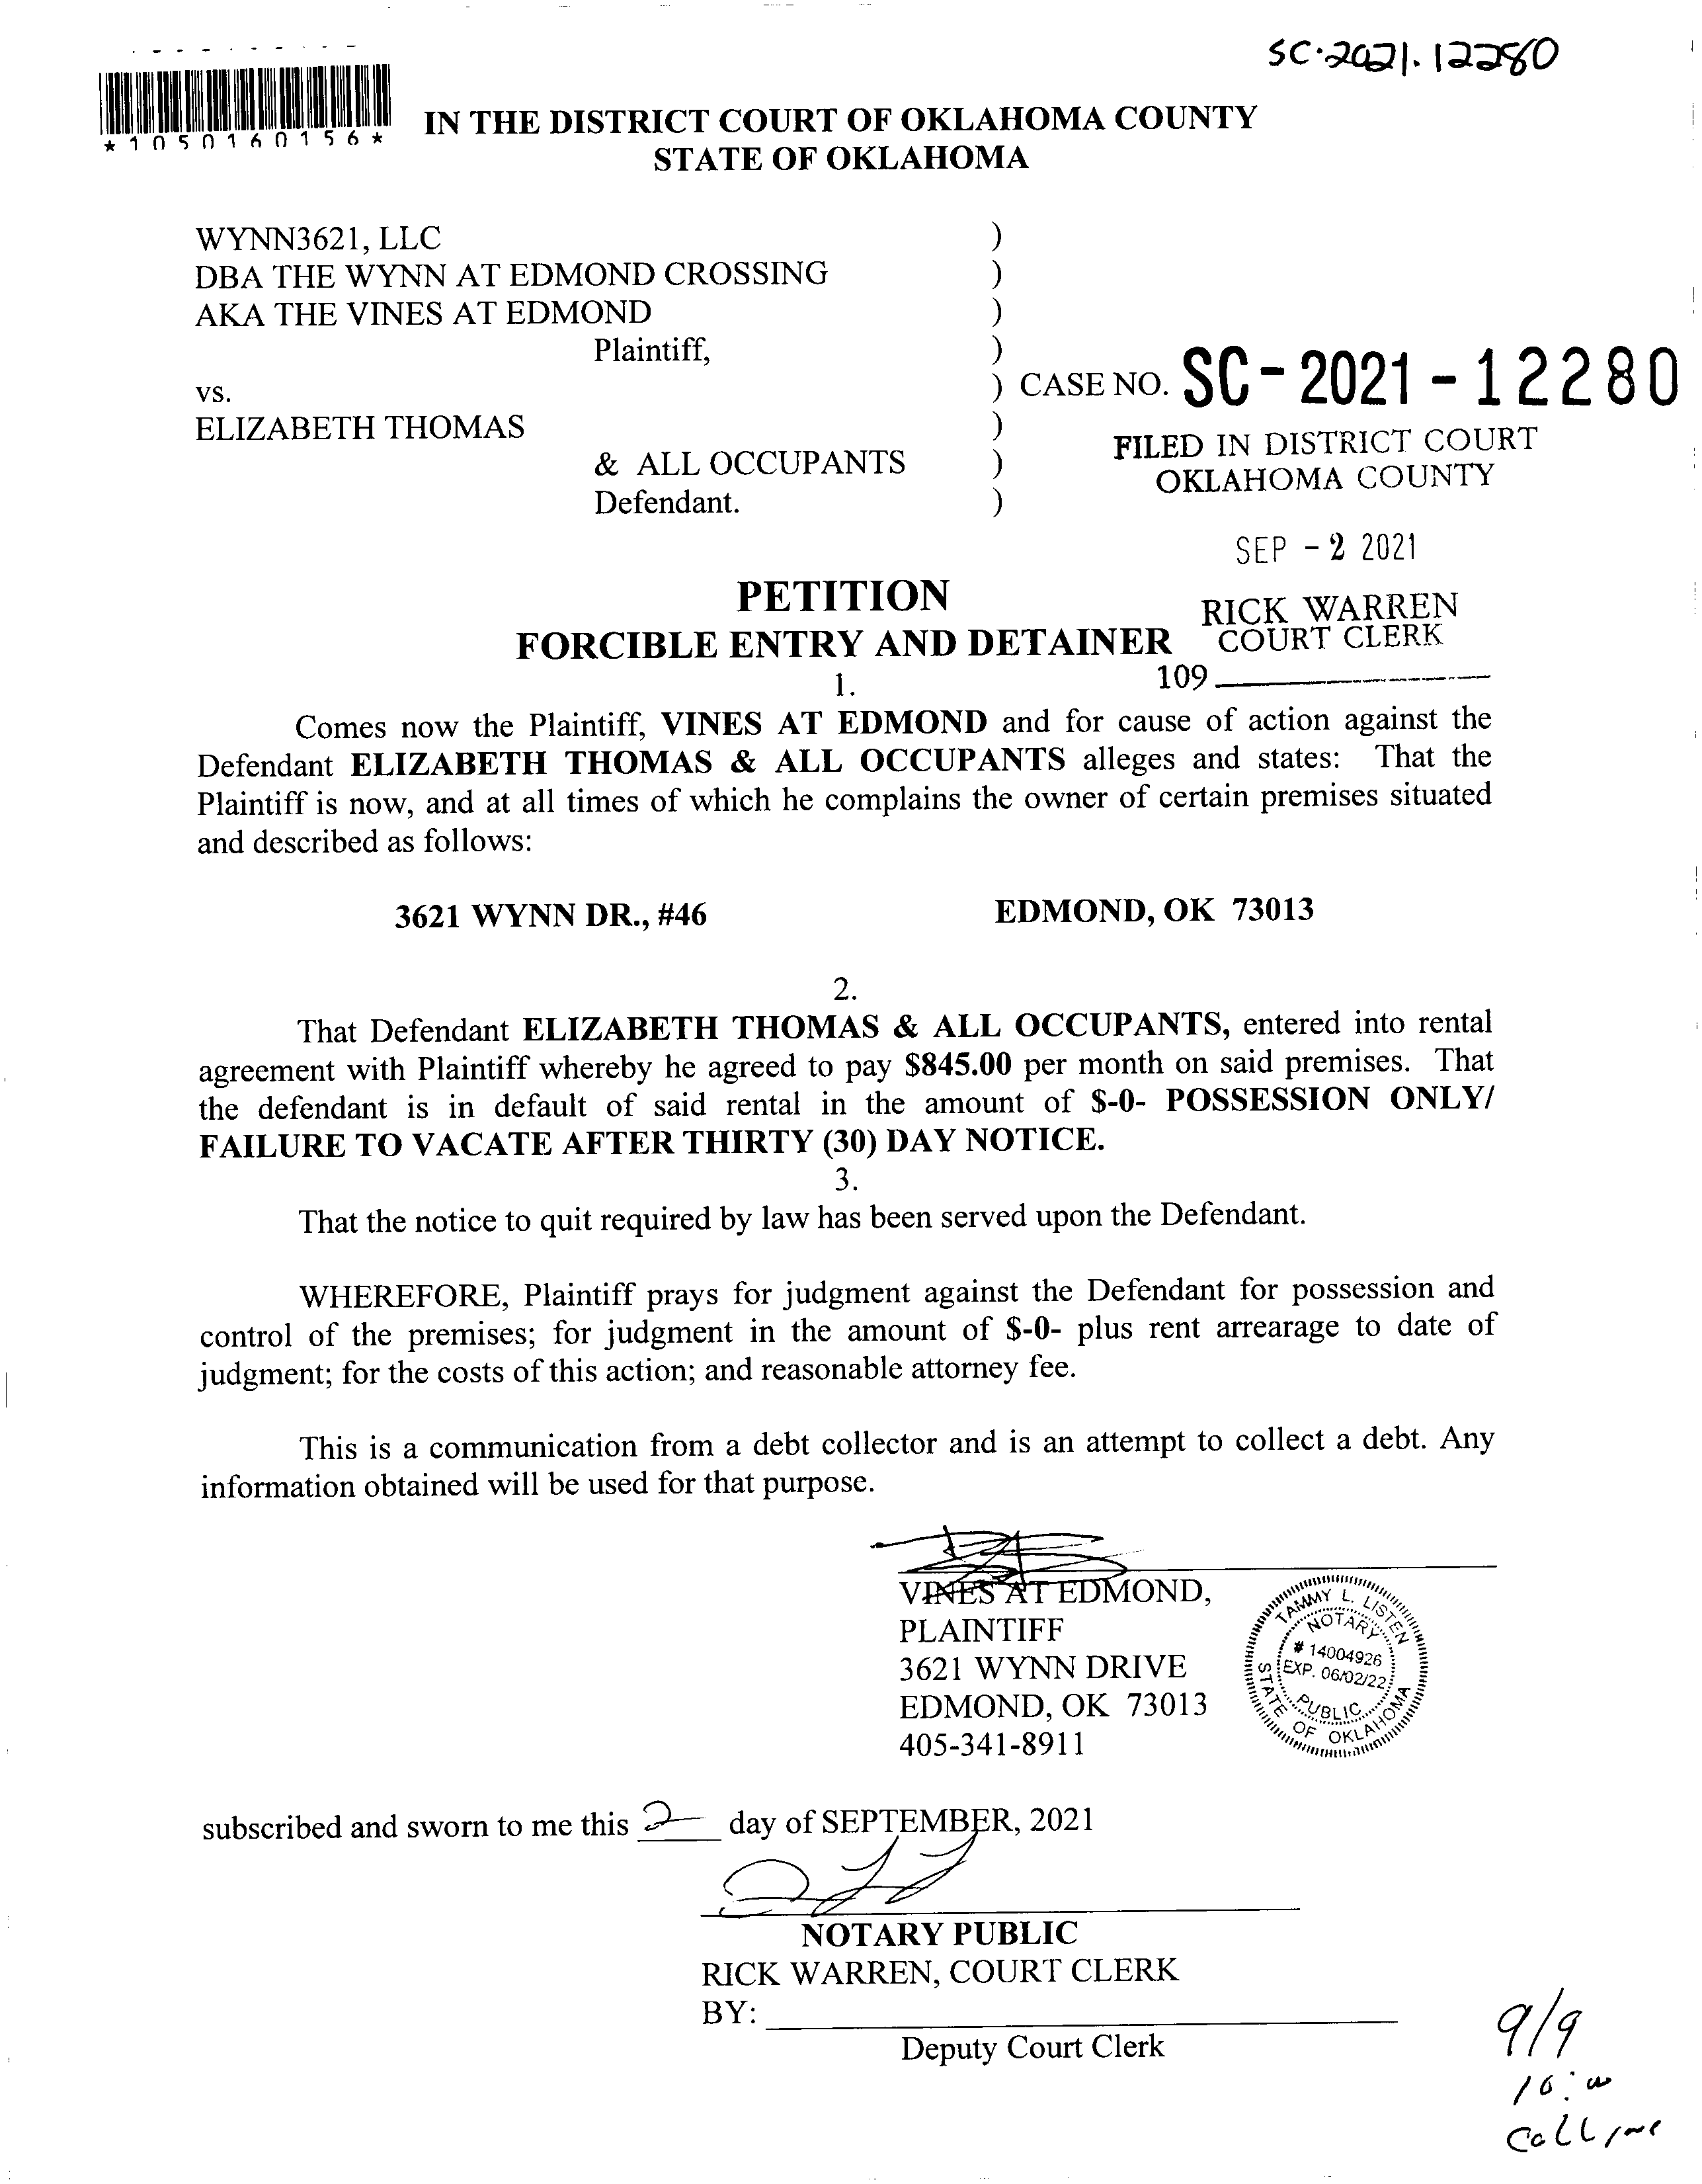 SC·2021·12280
*1050160156*
IN THE DISTRICT COURT OF OKLAHOMA COUNTY
STATE OF OKLAHOMA
WYNN3621, LLC )
DBA THE WYNN AT EDMOND CROSSING )
AKA THE VINES AT EDMOND )
Plaintiff, )
vs. ) CASE NO. SC-2021-12280
ELIZABETH THOMAS )
& ALL OCCUPANTS )
Defendant. )
FILED IN DISTRICT COURT
OKLAHOMA COUNTY
SEP -2 2021
RICK WARREN
COURT CLERK
109
PETITION
FORCIBLE ENTRY AND DETAINER
1.
Comes now the Plaintiff, VINES AT EDMOND and for cause of action against the
Defendant ELIZABETH THOMAS & ALL OCCUPANTS alleges and states: That the
Plaintiff is now, and at all times of which he complains the owner of certain premises situated
and described as follows:
3621 WYNN DR., #46 EDMOND, OK 73013
2.
That Defendant ELIZABETH THOMAS & ALL OCCUPANTS, entered into rental
agreement with Plaintiff whereby he agreed to pay $845.00 per month on said premises. That
the defendant is in default of said rental in the amount of $-0- POSSESSION ONLY/
FAILURE TO VACATE AFTER THIRTY (30) DAY NOTICE.
3.
That the notice to quit required by law has been served upon the Defendant.
WHEREFORE, Plaintiff prays for judgment against the Defendant for possession and
control of the premises; for judgment in the amount of $-0- plus rent arrearage to date of
judgment; for the costs of this action; and reasonable attorney fee.
This is a communication from a debt collector and is an attempt to collect a debt. Any
information obtained will be used for that purpose.
VINES AT EDMOND,
PLAINTIFF
3621 WYNN DRIVE
EDMOND, OK 73013
405-341-8911
TAMMY L. LISTEN
NOTARY
# 14004926
EXP. 06/02/22
PUBLIC
STATE OF OKLAHOMA
subscribed and sworn to me this 2 day of SEPTEMBER, 2021
NOTARY PUBLIC
RICK WARREN, COURT CLERK
BY:
Deputy Court Clerk
9/9